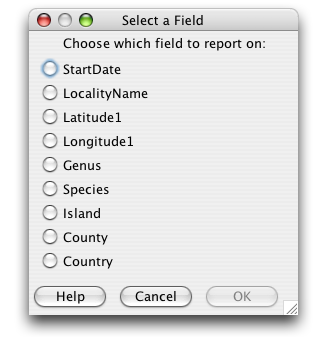 Select a Field
Choose which field to report on:
StartDate
LocalityName
Latitude1
Longitude1
Genus
Species
Island
County
Country
Help Cancel OK